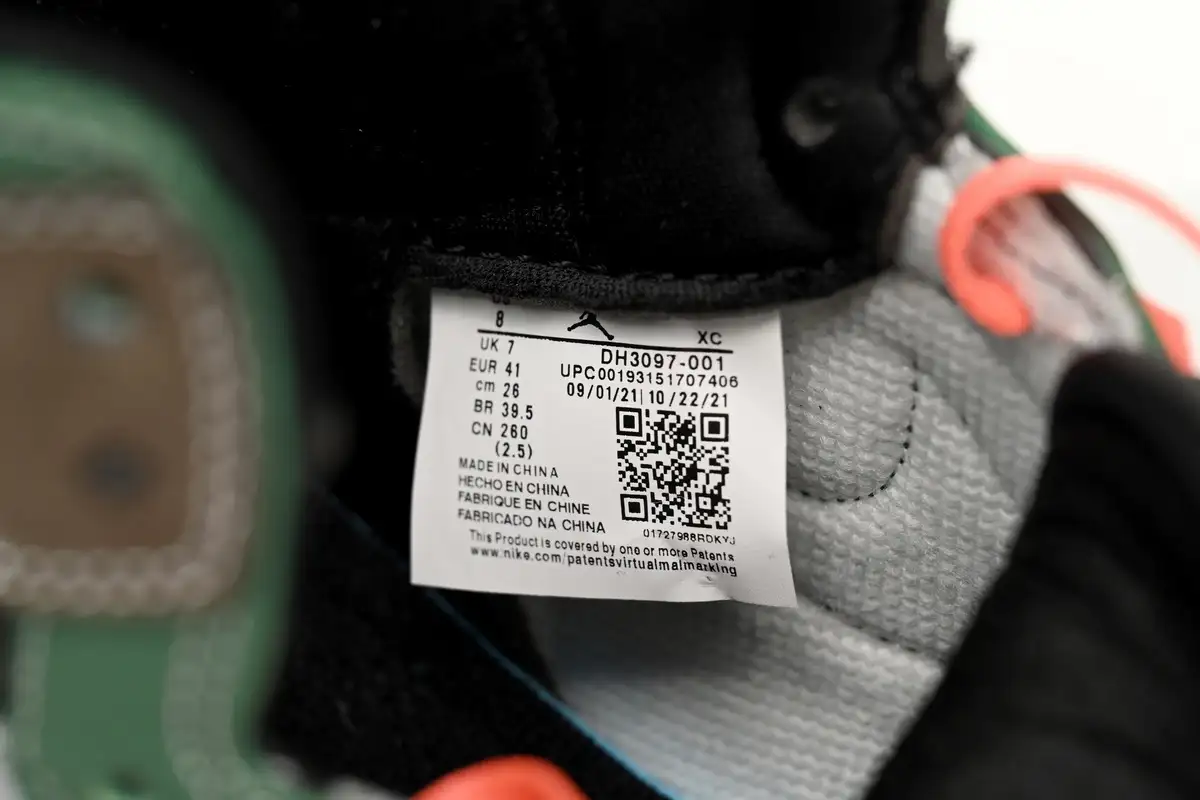 8
XC
UK 7
DH3097-001
EUR 41
UPC00193151707406
cm 26
09/01/21|10/22/21
BR 39.5
CN 260
(2.5)
MADE IN CHINA
HECHO EN CHINA
FABRIQUE EN CHINE
FABRICADO NA CHINA
01727988RDKYJ
This Product is covered by one or more Patents
www.nike.com/patentsvirtualmalmarking